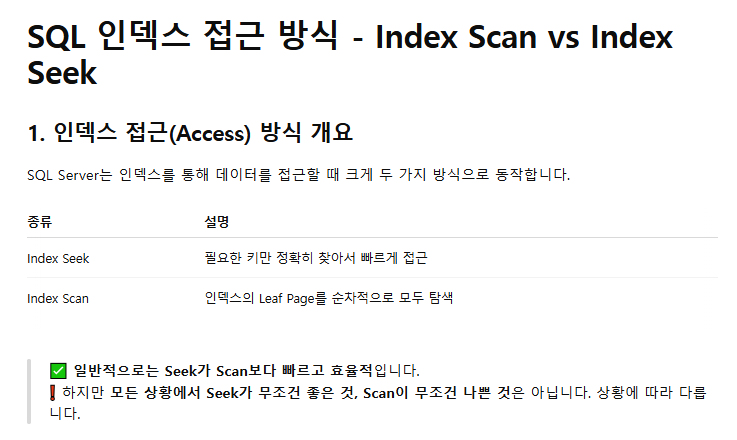 SQL 인덱스 접근 방식 - Index Scan vs Index
Seek
1. 인덱스 접근(Access) 방식 개요
SQL Server는 인덱스를 통해 데이터를 접근할 때 크게 두 가지 방식으로 동작합니다.
종류 설명
Index Seek 필요한 키만 정확히 찾아서 빠르게 접근
Index Scan 인덱스의 Leaf Page를 순차적으로 모두 탐색
✅ 일반적으로는 Seek가 Scan보다 빠르고 효율적입니다.
❗ 하지만 모든 상황에서 Seek가 무조건 좋은 것, Scan이 무조건 나쁜 것은 아닙니다. 상황에 따라 다릅
니다.